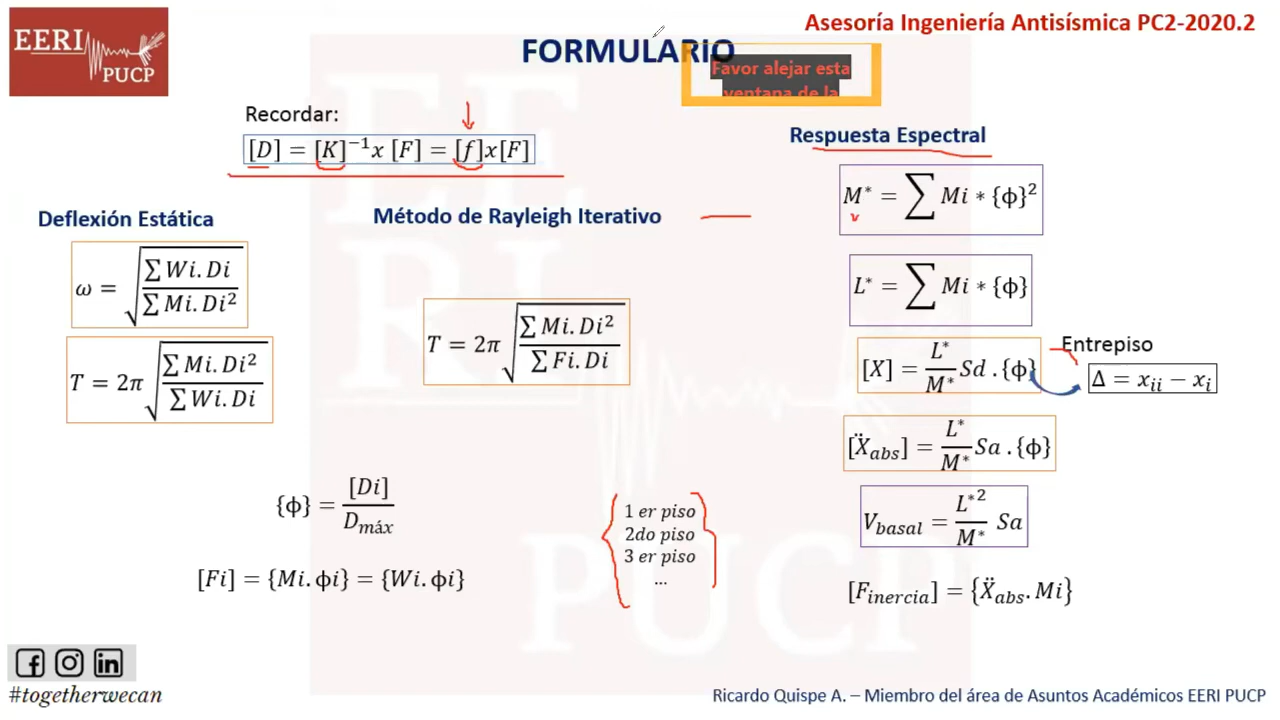 EERI
PUCP
Asesoría Ingeniería Antisísmica PC2-2020.2
FORMULARIO
Favor alejar esta
ventana de la
Recordar:
[D] = [K]⁻¹x [F] = [f]x[F]
Deflexión Estática
ω = √(∑Wi.Di / ∑Mi.Di²)
T = 2π √(∑Mi.Di² / ∑Wi.Di)
Método de Rayleigh Iterativo
T = 2π √(∑Mi.Di² / ∑Fi.Di)
{ϕ} = [Di] / Dmáx
[Fi] = {Mi.ϕi} = {Wi.ϕi}
1 er piso
2do piso
3 er piso
...
Respuesta Espectral
M* = ∑ Mi * {ϕ}²
L* = ∑ Mi * {ϕ}
[X] = L*/M* Sd .{ϕ}
Entrepiso
Δ = xᵢᵢ − xᵢ
[Ẍabs] = L*/M* Sa .{ϕ}
Vbasal = L*²/M* Sa
[Finercia] = {Ẍabs.Mi}
EERI
PUCP
#togetherwecan
Ricardo Quispe A. – Miembro del área de Asuntos Académicos EERI PUCP